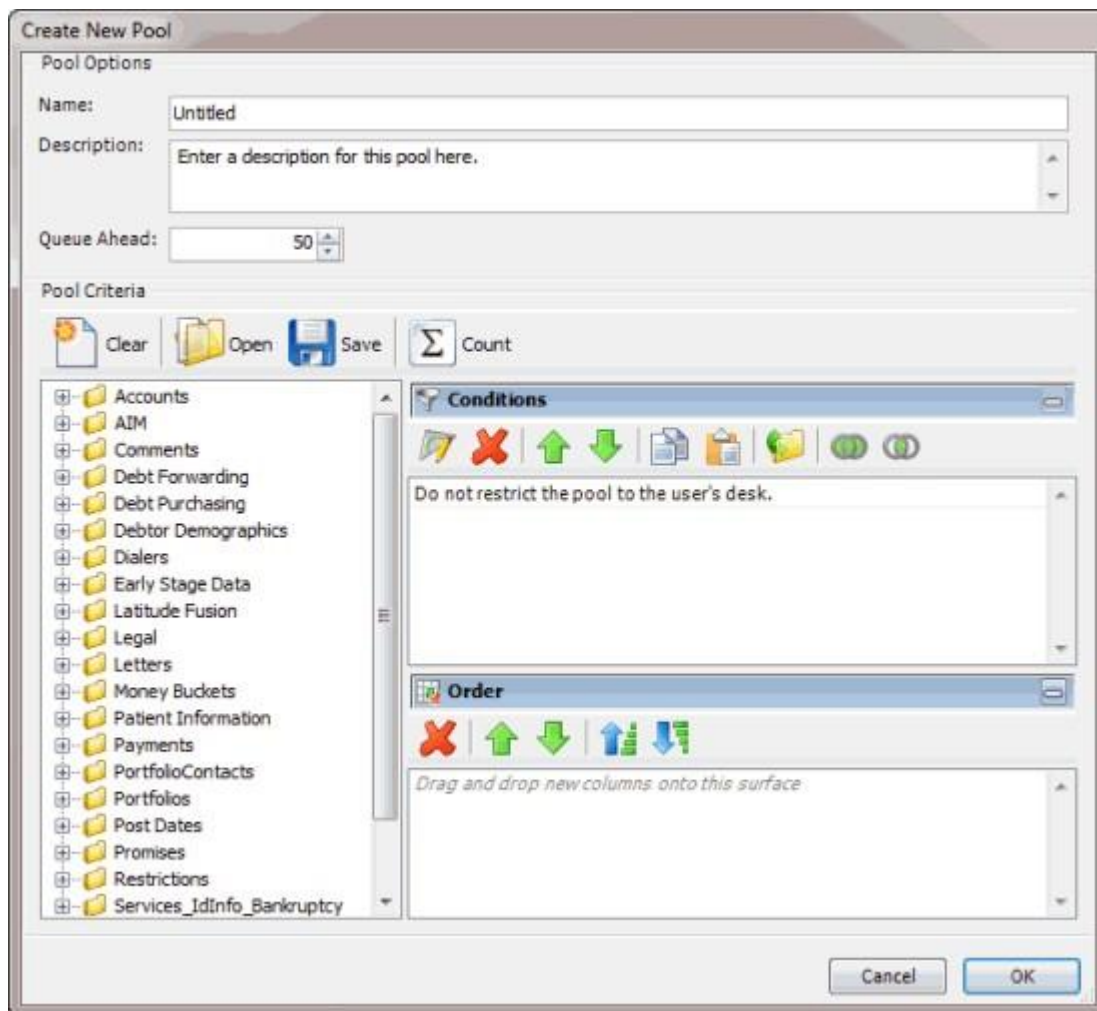 Create New Pool
Pool Options
Name: Untitled
Description: Enter a description for this pool here.
Queue Ahead: 50
Pool Criteria
Clear Open Save Σ Count
Accounts
AIM
Comments
Debt Forwarding
Debt Purchasing
Debtor Demographics
Dialers
Early Stage Data
Latitude Fusion
Legal
Letters
Money Buckets
Patient Information
Payments
PortfolioContacts
Portfolios
Post Dates
Promises
Restrictions
Services_IdInfo_Bankruptcy
Conditions
Do not restrict the pool to the user's desk.
Order
Drag and drop new columns onto this surface
Cancel OK